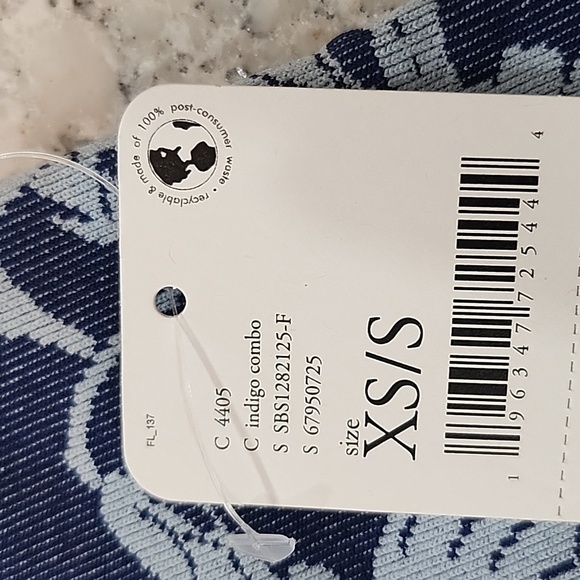 recyclable & made of 100% post-consumer waste •
FL_137
C 4405
C indigo combo
S SBS1282125-F
S 67950725
size
XS/S
1 96347 72544 4